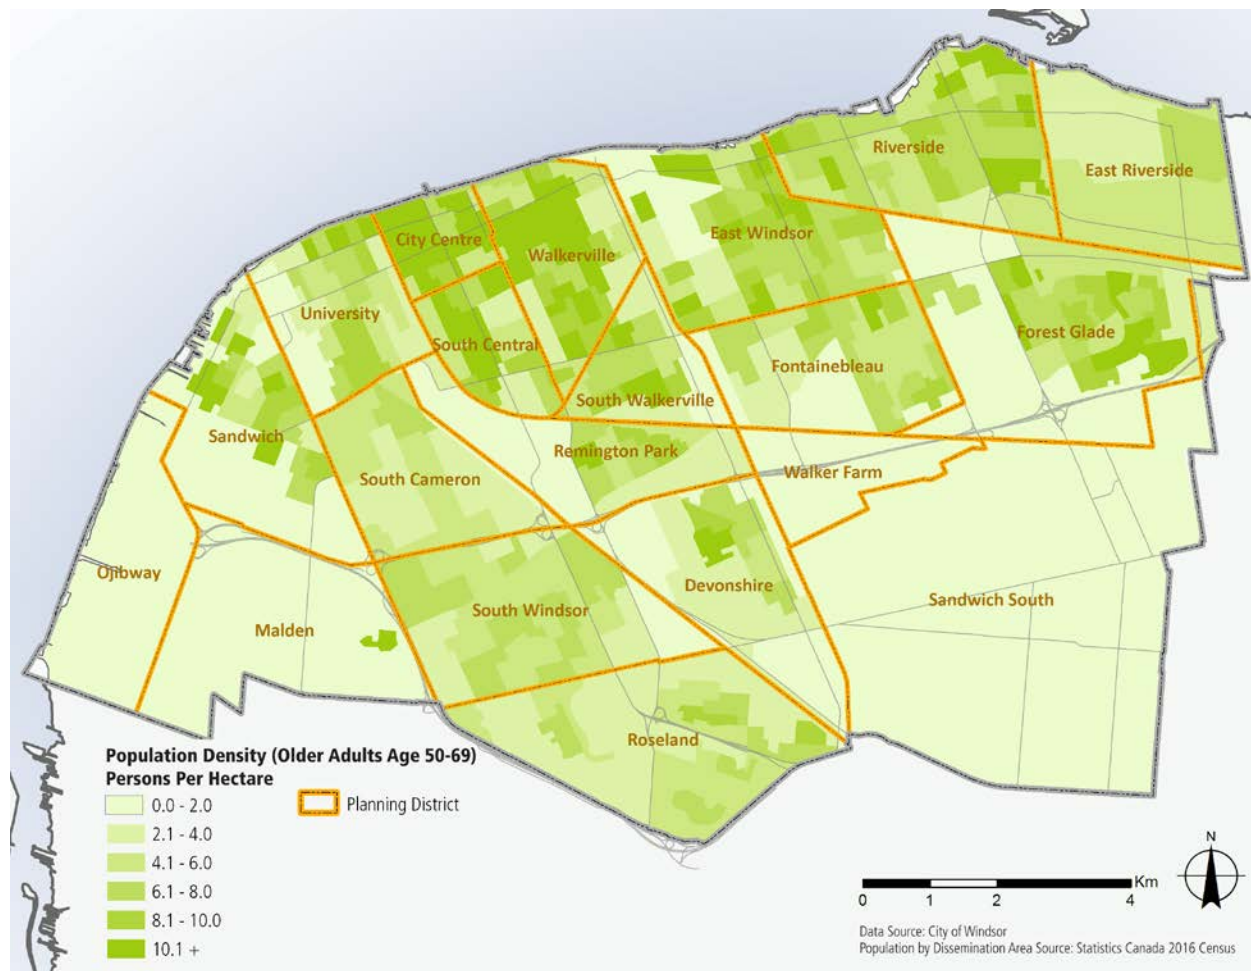 Riverside
East Riverside
East Windsor
City Centre
Walkerville
University
South Central
Forest Glade
Fontainebleau
South Walkerville
Sandwich
Remington Park
South Cameron
Walker Farm
Ojibway
Devonshire
Sandwich South
South Windsor
Malden
Roseland
Population Density (Older Adults Age 50-69)
Persons Per Hectare
0.0 - 2.0
Planning District
2.1 - 4.0
4.1 - 6.0
6.1 - 8.0
8.1 - 10.0
10.1 +
N
Km
0 1 2 4
Data Source: City of Windsor
Population by Dissemination Area Source: Statistics Canada 2016 Census